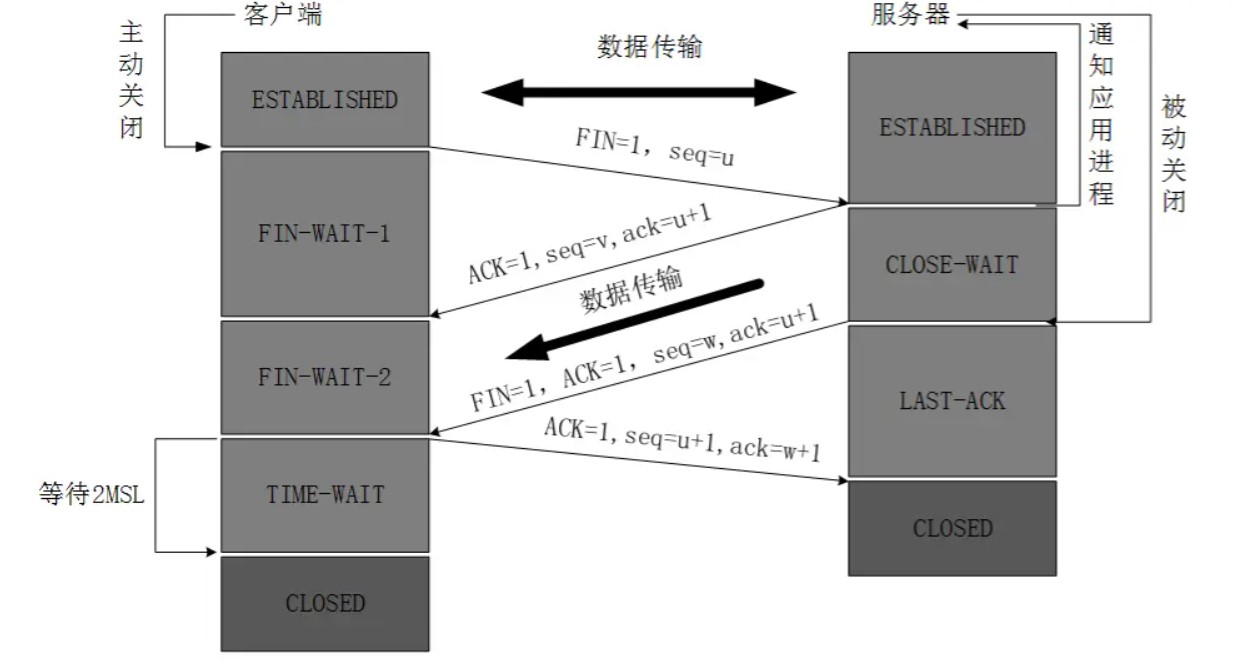 客户端
服务器
主动关闭
数据传输
通知应用进程
被动关闭
ESTABLISHED
ESTABLISHED
FIN=1, seq=u
FIN-WAIT-1
ACK=1,seq=v,ack=u+1
CLOSE-WAIT
数据传输
FIN-WAIT-2
FIN=1, ACK=1, seq=w,ack=u+1
LAST-ACK
ACK=1,seq=u+1,ack=w+1
等待2MSL
TIME-WAIT
CLOSED
CLOSED